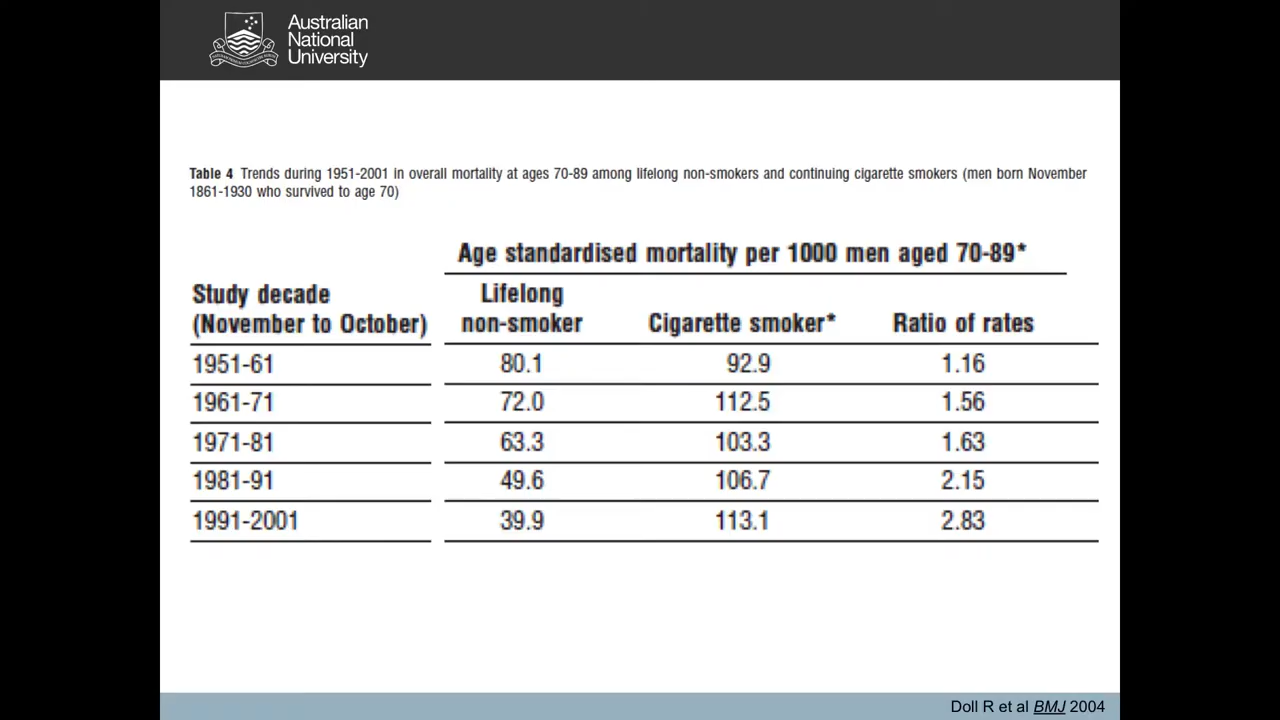 Australian
National
University
Table 4 Trends during 1951-2001 in overall mortality at ages 70-89 among lifelong non-smokers and continuing cigarette smokers (men born November
1861-1930 who survived to age 70)
Age standardised mortality per 1000 men aged 70-89*
Study decade
(November to October)
Lifelong
non-smoker
Cigarette smoker*
Ratio of rates
1951-61 80.1 92.9 1.16
1961-71 72.0 112.5 1.56
1971-81 63.3 103.3 1.63
1981-91 49.6 106.7 2.15
1991-2001 39.9 113.1 2.83
Doll R et al BMJ 2004